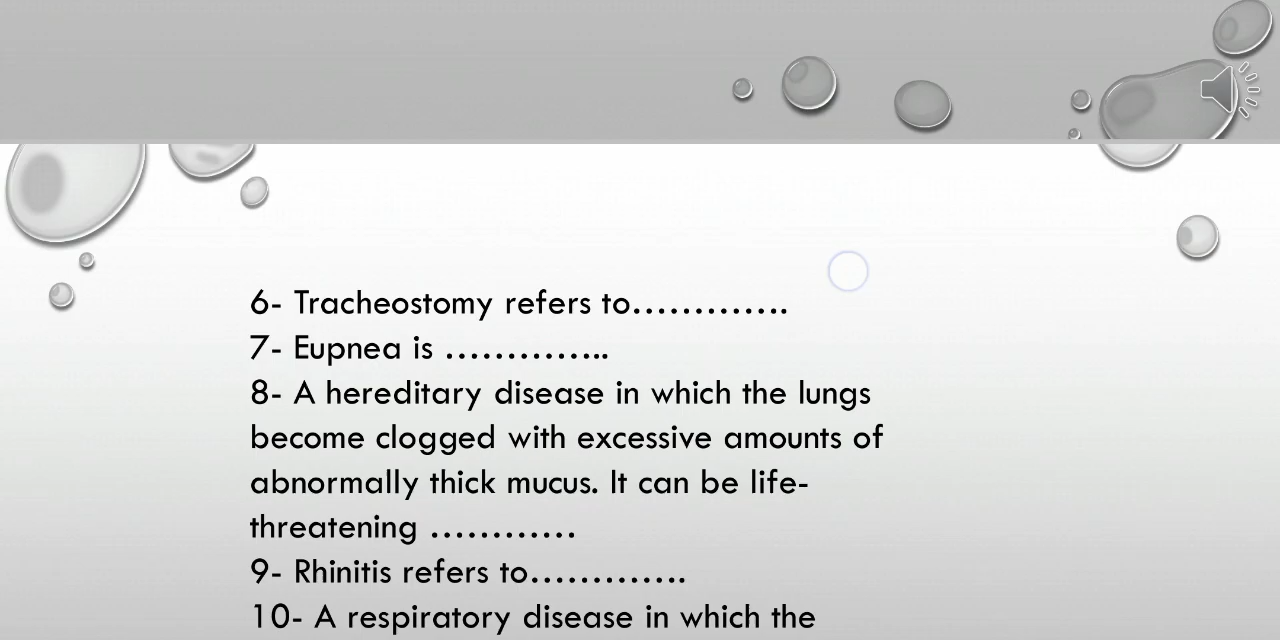 6- Tracheostomy refers to………….
7- Eupnea is …………..
8- A hereditary disease in which the lungs
become clogged with excessive amounts of
abnormally thick mucus. It can be life-
threatening …………
9- Rhinitis refers to………….
10- A respiratory disease in which the